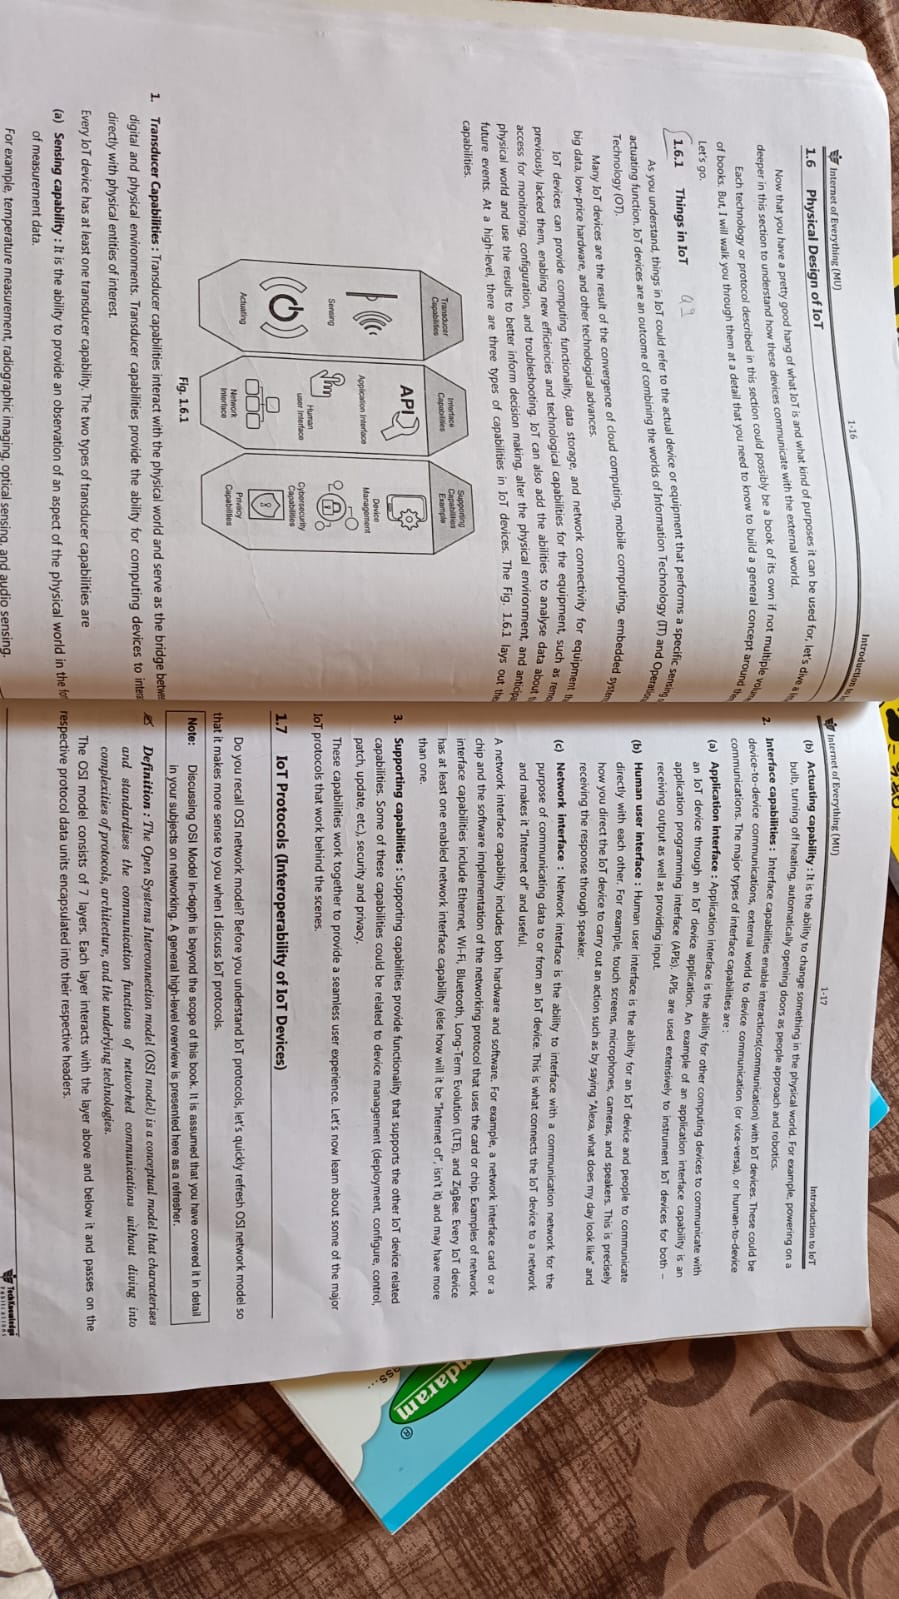 Internet of Everything (MU)
1-16
Introduction to
1.6 Physical Design of IoT
Now that you have a pretty good hang of what IoT is and what kind of purposes it can be used for, let's dive a
deeper in this section to understand how these devices communicate with the external world.
Each technology or protocol described in this section could possibly be a book of its own if not multiple
of books. But, I will walk you through them at a detail that you need to know to build a general concept around
Let's go.
1.6.1 Things in IoT
As you understand, things in IoT could refer to the actual device or equipment that performs a specific sensing
actuating function. IoT devices are an outcome of combining the worlds of Information Technology (IT) and
Technology (OT).
Many IoT devices are the result of the convergence of cloud computing, mobile computing, embedded
big data, low-price hardware, and other technological advances.
IoT devices can provide computing functionality, data storage, and network connectivity for equipment
previously lacked them, enabling new efficiencies and technological capabilities for the equipment, such as
access for monitoring, configuration, and troubleshooting. IoT can also add the abilities to analyse data about
physical world and use the results to better inform decision making, alter the physical environment, and
future events. At a high-level, there are three types of capabilities in IoT devices. The Fig. 1.6.1 lays out
capabilities.
Transducer
Capabilities
Sensing
Actuating
Interface
Capabilities
API
Application Interface
Human
user Interface
Network
Interface
Supporting
Capabilities
Example
Device
Management
Cybersecurity
Capabilities
Privacy
Capabilities
Fig. 1.6.1
1. Transducer Capabilities : Transducer capabilities interact with the physical world and serve as the bridge
digital and physical environments. Transducer capabilities provide the ability for computing devices to
directly with physical entities of interest.
Every IoT device has at least one transducer capability. The two types of transducer capabilities are
(a) Sensing capability : It is the ability to provide an observation of an aspect of the physical world in the
of measurement data.
For example, temperature measurement, radiographic imaging, optical sensing, and audio sensing.
Internet of Everything (MU)
1-17
Introduction to IoT
(b) Actuating capability : It is the ability to change something in the physical world. For example, powering on a
bulb, turning off heating, automatically opening doors as people approach and robotics.
2. Interface capabilities : Interface capabilities enable interactions(communication) with IoT devices. These could be
device-to-device communications, external world to device communication (or vice-versa), or human-to-device
communications. The major types of interface capabilities are :
(a) Application Interface : Application interface is the ability for other computing devices to communicate with
an IoT device through an IoT device application. An example of an application interface capability is an
application programming interface (APIs). APIs are used extensively to instrument IoT devices for both –
receiving output as well as providing input.
(b) Human user interface : Human user interface is the ability for an IoT device and people to communicate
directly with each other. For example, touch screens, microphones, cameras, and speakers. This is precisely
how you direct the IoT device to carry out an action such as by saying "Alexa, what does my day look like" and
receiving the response through speaker.
(c) Network interface : Network interface is the ability to interface with a communication network for the
purpose of communicating data to or from an IoT device. This is what connects the IoT device to a network
and makes it "Internet of" and useful.
A network interface capability includes both hardware and software. For example, a network interface card or a
chip and the software implementation of the networking protocol that uses the card or chip. Examples of network
interface capabilities include Ethernet, Wi-Fi, Bluetooth, Long-Term Evolution (LTE), and ZigBee. Every IoT device
has at least one enabled network interface capability (else how will it be "Internet of", isn't it) and may have more
than one.
3. Supporting capabilities : Supporting capabilities provide functionality that supports the other IoT device related
capabilities. Some of these capabilities could be related to device management (deployment, configure, control,
patch, update, etc.), security and privacy.
These capabilities work together to provide a seamless user experience. Let's now learn about some of the major
IoT protocols that work behind the scenes.
1.7 IoT Protocols (Interoperability of IoT Devices)
Do you recall OSI network model? Before you understand IoT protocols, let's quickly refresh OSI network model so
that it makes more sense to you when I discuss IoT protocols.
Note: Discussing OSI Model in-depth is beyond the scope of this book. It is assumed that you have covered it in detail
in your subjects on networking. A general high-level overview is presented here as a refresher.
Definition : The Open Systems Interconnection model (OSI model) is a conceptual model that characterises
and standardises the communication functions of networked communications without diving into
complexities of protocols, architecture, and the underlying technologies.
The OSI model consists of 7 layers. Each layer interacts with the layer above and below it and passes on the
respective protocol data units encapsulated into their respective headers.
TechKnowledge
Publications
ndaram